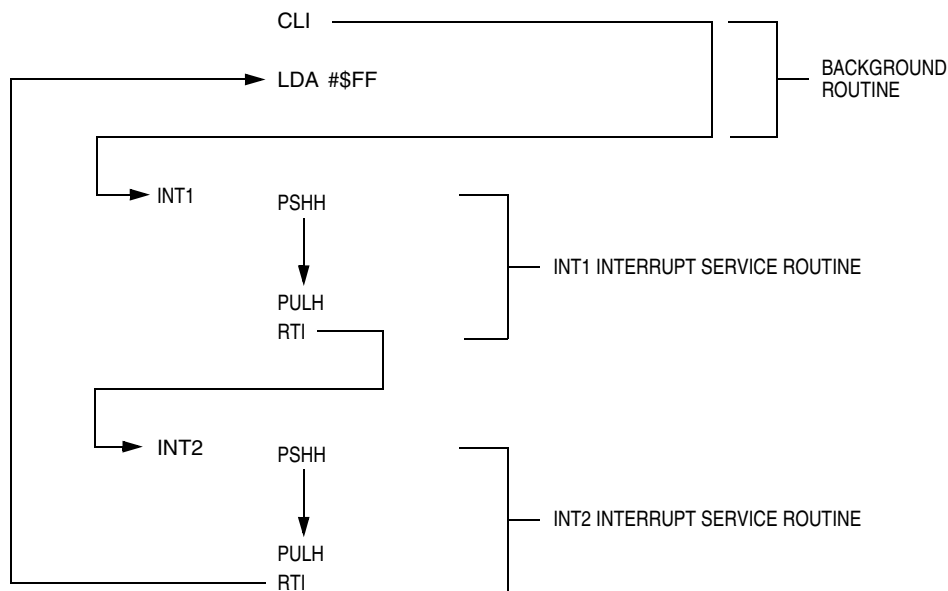 CLI
LDA #$FF
BACKGROUND
ROUTINE
INT1
PSHH
INT1 INTERRUPT SERVICE ROUTINE
PULH
RTI
INT2
PSHH
INT2 INTERRUPT SERVICE ROUTINE
PULH
RTI